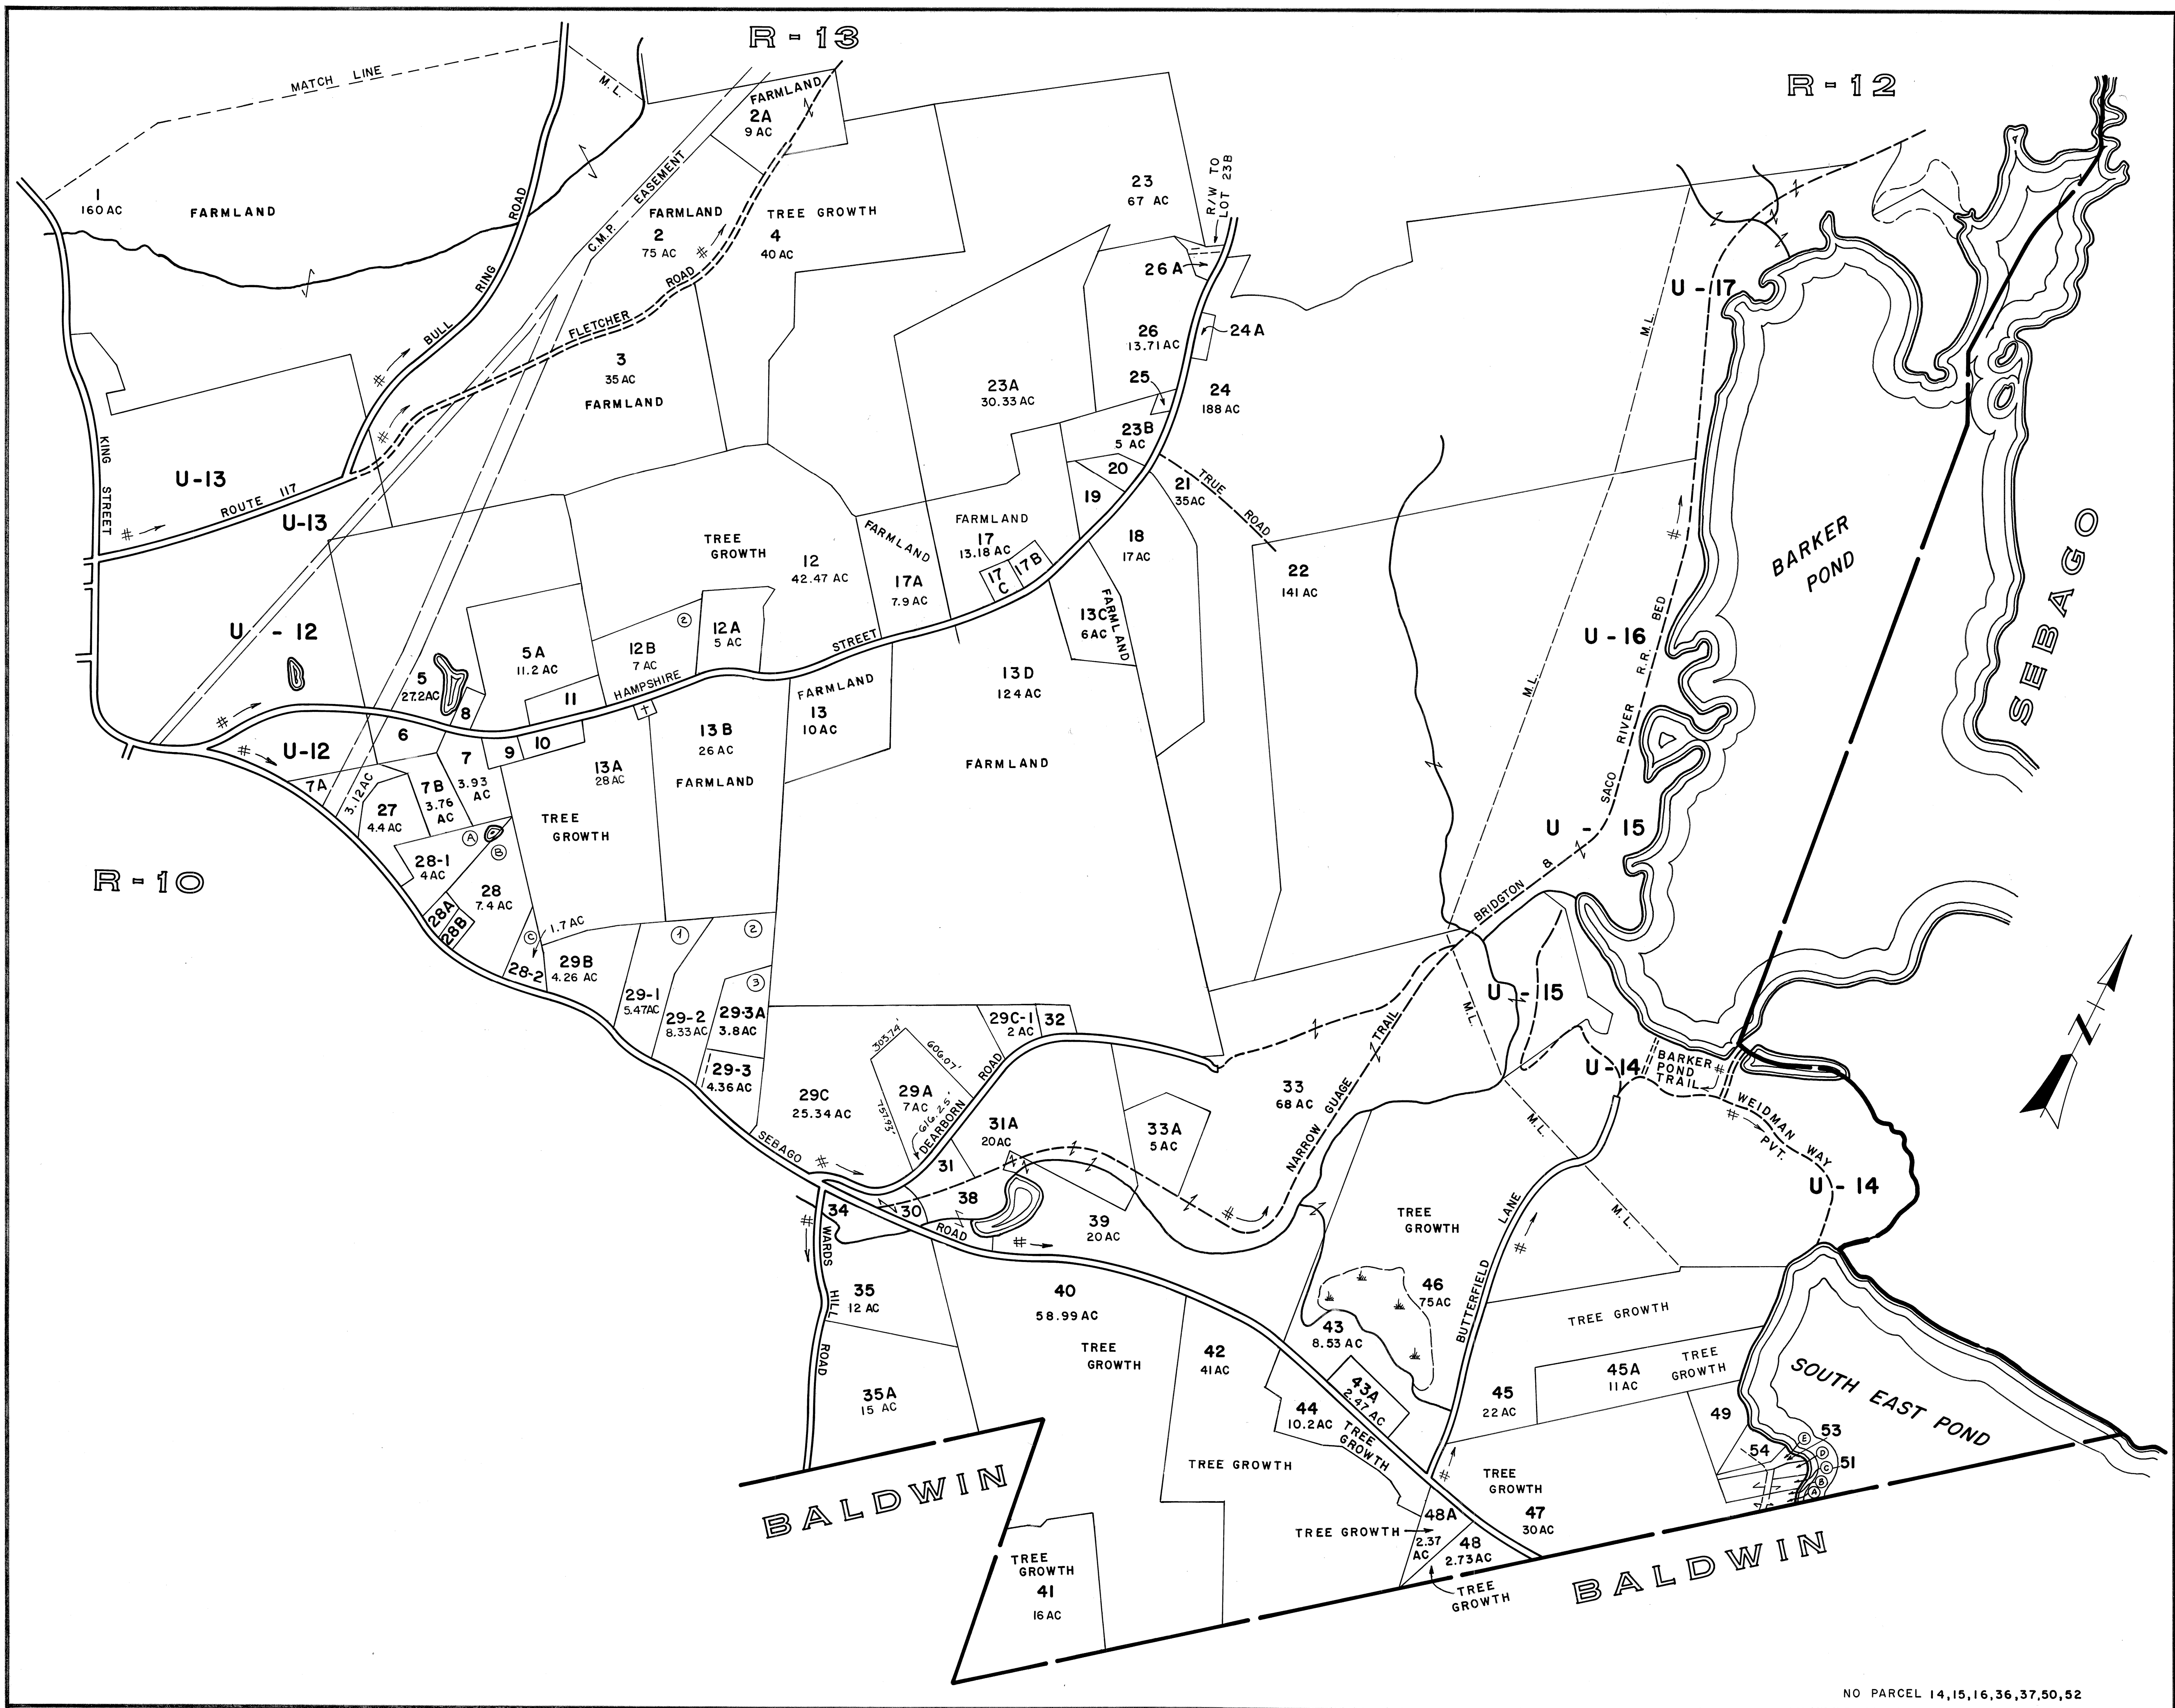 R-13
R-12
MATCH LINE
M.L.
FARMLAND
2A
9 AC
1
160 AC
FARMLAND
BULL RING ROAD
C.M.P. EASEMENT
FARMLAND
2
75 AC
TREE GROWTH
4
40 AC
23
67 AC
R/W TO
LOT 23B
26A
FLETCHER ROAD
3
35 AC
FARMLAND
26
13.71 AC
24A
25
24
188 AC
23A
30.33 AC
23B
5 AC
20
19
21
35 AC
TRUE ROAD
M.L.
U-17
KING STREET
U-13
ROUTE 117
U-13
TREE
GROWTH
12
42.47 AC
FARMLAND
17A
7.9 AC
FARMLAND
17
13.18 AC
17
C
17B
18
17 AC
22
141 AC
13C
6 AC
FARMLAND
BARKER
POND
SEBAGO
U-12
5
27.2 AC
5A
11.2 AC
12B
7 AC
2
12A
5 AC
HAMPSHIRE STREET
11
8
6
7
3.93
AC
9
10
U-12
7A
3.12 AC
27
4.4 AC
7B
3.76
AC
13A
28 AC
TREE
GROWTH
13B
26 AC
FARMLAND
FARMLAND
13
10 AC
13D
124 AC
FARMLAND
M.L.
U-16
BRIDGTON & SACO RIVER R.R. BED
U - 15
R-10
A
B
28-1
4 AC
28
7.4 AC
28A
28B
C
1.7 AC
28-2
29B
4.26 AC
29-1
5.47 AC
1
29-2
8.33 AC
2
3
29-3A
3.8 AC
29-3
4.36 AC
29C-1
2 AC
32
303.74'
606.07'
757.93'
616.25'
29A
7 AC
29C
25.34 AC
DEARBORN ROAD
31A
20 AC
31
33A
5 AC
33
68 AC
NARROW GUAGE TRAIL
U - 15
M.L.
U-14
BARKER
POND
TRAIL
WEIDMAN WAY
PVT.
U - 14
N
SEBAGO ROAD
34
30
38
39
20 AC
WARDS HILL ROAD
35
12 AC
35A
15 AC
40
58.99 AC
TREE
GROWTH
42
41 AC
TREE GROWTH
TREE
GROWTH
46
75 AC
43
8.53 AC
43A
2.47 AC
44
10.2 AC
TREE
GROWTH
BUTTERFIELD LANE
M.L.
M.L.
TREE GROWTH
45
22 AC
45A
11 AC
TREE
GROWTH
SOUTH EAST POND
49
54
53
51
E
D
C
B
A
BALDWIN
TREE
GROWTH
41
16 AC
TREE GROWTH
48A
2.37
AC
48
2.73 AC
TREE
GROWTH
TREE
GROWTH
47
30 AC
BALDWIN
NO PARCEL 14,15,16,36,37,50,52